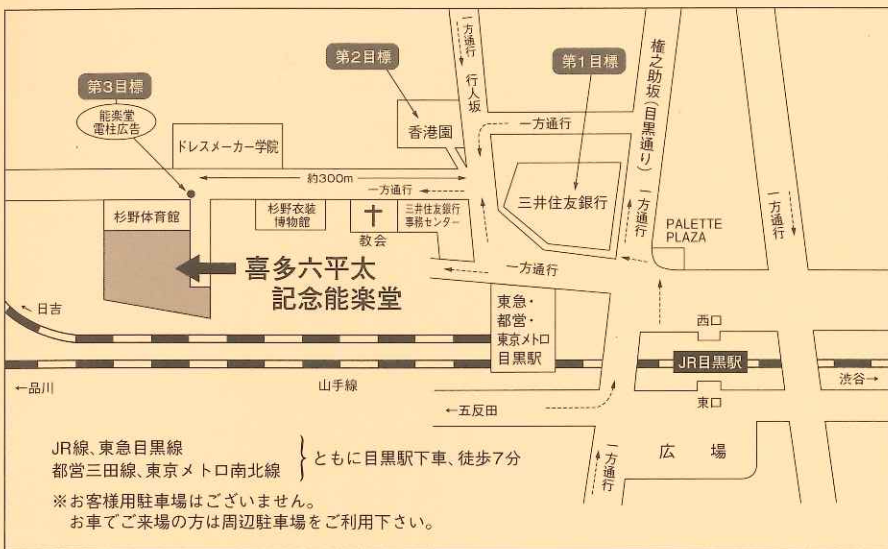 第1目標
第2目標
第3目標
能楽堂
電柱広告
ドレスメーカー学院
香港園
一方通行
行人坂
一方通行
権之助坂(目黒通り)
三井住友銀行
約300m
一方通行
杉野体育館
杉野衣装
博物館
教会
三井住友銀行
事務センター
一方通行
PALETTE
PLAZA
一方通行
一方通行
喜多六平太
記念能楽堂
日吉
東急・
都営・
東京メトロ
目黒駅
西口
JR目黒駅
東口
←品川
山手線
渋谷→
←五反田
一方通行
広場
JR線、東急目黒線
都営三田線、東京メトロ南北線
ともに目黒駅下車、徒歩7分
※お客様用駐車場はございません。
お車でご来場の方は周辺駐車場をご利用下さい。